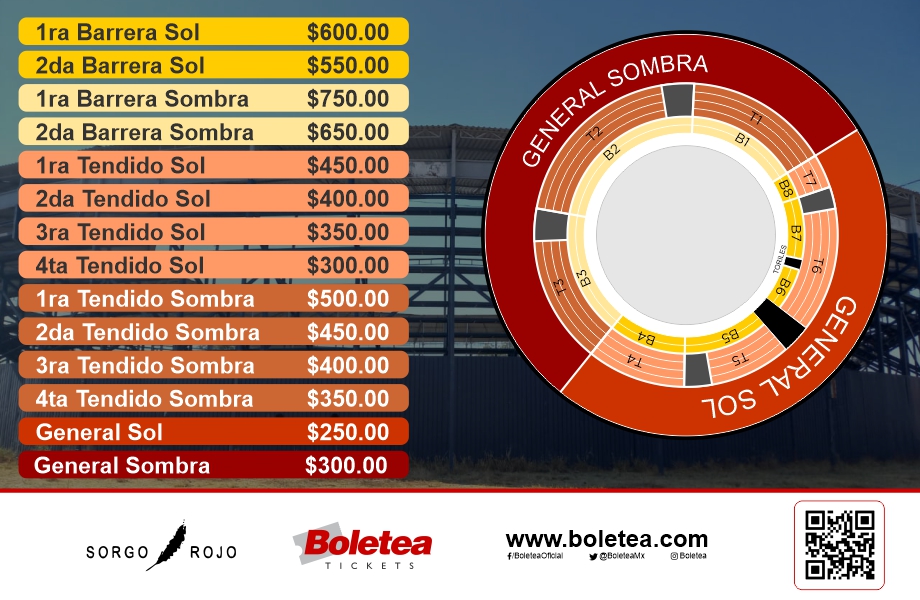 1ra Barrera Sol $600.00
2da Barrera Sol $550.00
1ra Barrera Sombra $750.00
2da Barrera Sombra $650.00
1ra Tendido Sol $450.00
2da Tendido Sol $400.00
3ra Tendido Sol $350.00
4ta Tendido Sol $300.00
1ra Tendido Sombra $500.00
2da Tendido Sombra $450.00
3ra Tendido Sombra $400.00
4ta Tendido Sombra $350.00
General Sol $250.00
General Sombra $300.00
GENERAL SOMBRA
T2
T1
B2
B1
T7
B8
B7
TORILES
T6
B6
T3
B3
B4
B5
T4
T5
GENERAL SOL
SORGO ROJO
Boletea
TICKETS
www.boletea.com
/BoleteaOficial @BoleteaMx Boletea